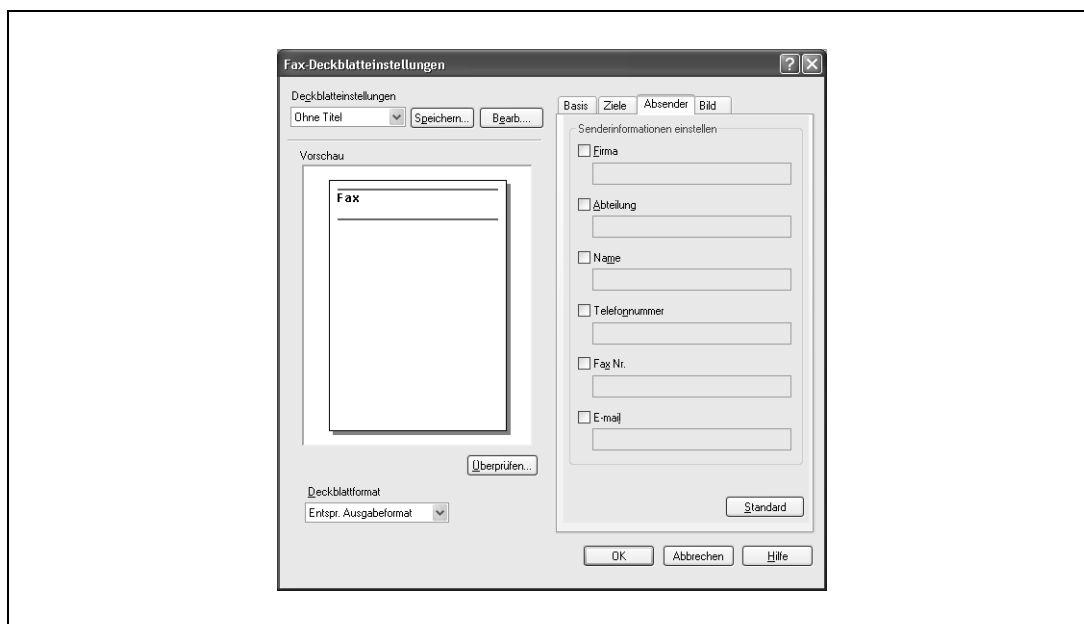 Fax-Deckblatteinstellungen
Deckblatteinstellungen
Ohne Titel
Speichern...
Bearb....
Vorschau
Fax
Überprüfen...
Deckblattformat
Entspr. Ausgabeformat
Basis Ziele Absender Bild
Senderinformationen einstellen
Firma
Abteilung
Name
Telefonnummer
Fax Nr.
E-mail
Standard
OK Abbrechen Hilfe